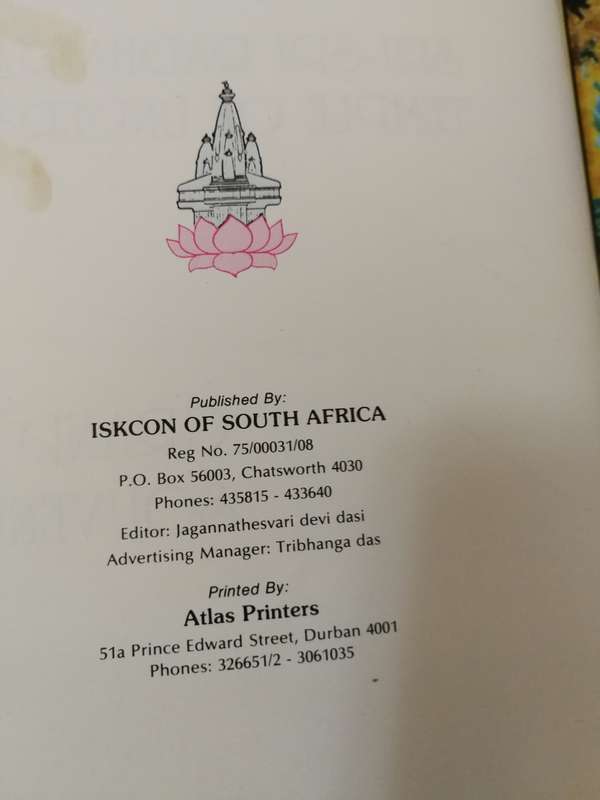 Published By:
ISKCON OF SOUTH AFRICA
Reg No. 75/00031/08
P.O. Box 56003, Chatsworth 4030
Phones: 435815 - 433640
Editor: Jagannathesvari devi dasi
Advertising Manager: Tribhanga das
Printed By:
Atlas Printers
51a Prince Edward Street, Durban 4001
Phones: 326651/2 - 3061035